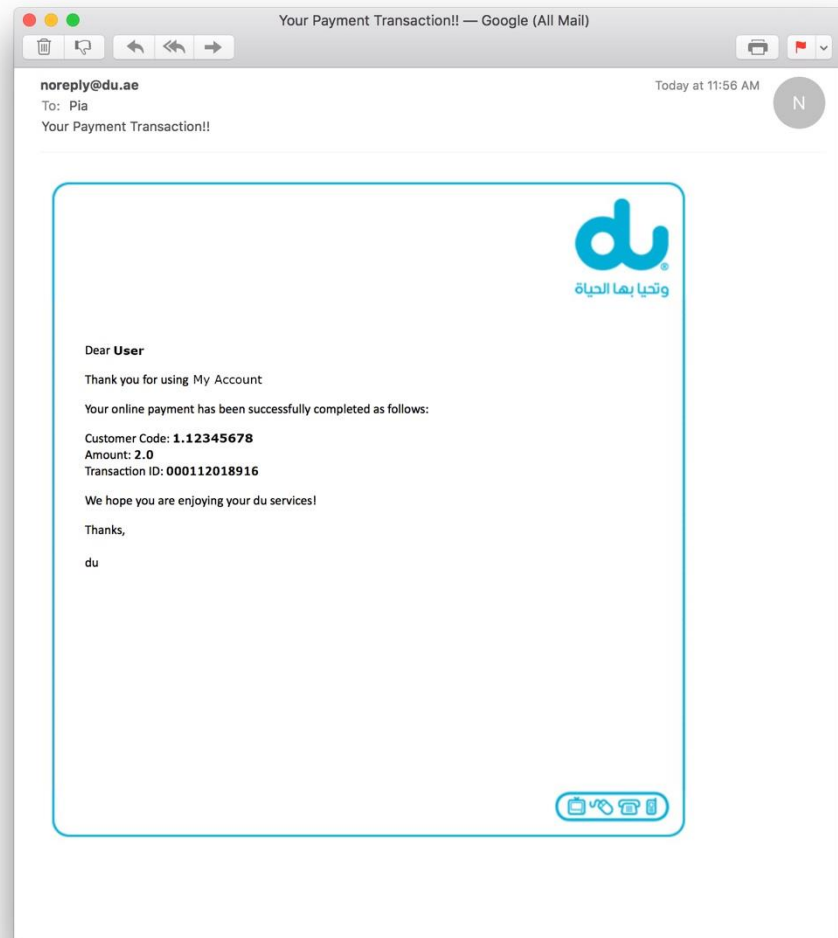 Your Payment Transaction!! — Google (All Mail)
noreply@du.ae
Today at 11:56 AM
To: Pia
N
Your Payment Transaction!!
du
وتحيا بها الحياة
Dear User
Thank you for using My Account
Your online payment has been successfully completed as follows:
Customer Code: 1.12345678
Amount: 2.0
Transaction ID: 000112018916
We hope you are enjoying your du services!
Thanks,
du